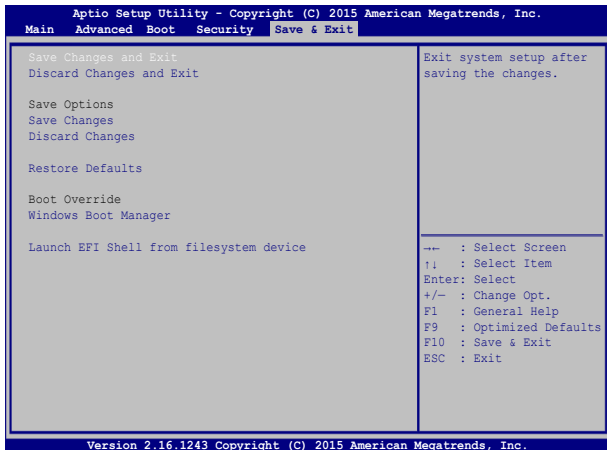 Aptio Setup Utility - Copyright (C) 2015 American Megatrends, Inc.
Main Advanced Boot Security Save & Exit
Save Changes and Exit
Discard Changes and Exit
Save Options
Save Changes
Discard Changes
Restore Defaults
Boot Override
Windows Boot Manager
Launch EFI Shell from filesystem device
Exit system setup after
saving the changes.
→← : Select Screen
↑↓ : Select Item
Enter: Select
+/— : Change Opt.
F1 : General Help
F9 : Optimized Defaults
F10 : Save & Exit
ESC : Exit
Version 2.16.1243 Copyright (C) 2015 American Megatrends, Inc.